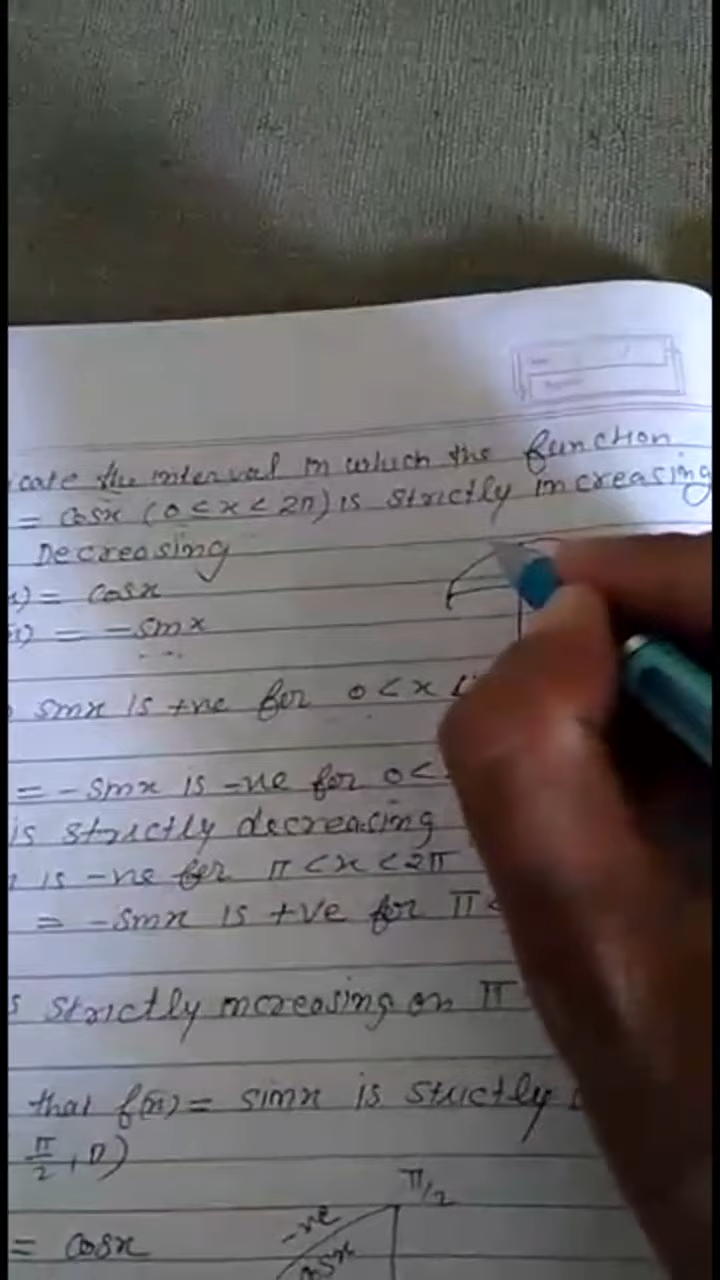 cate the interval in which the function
= cosx (0<x<2π) is strictly increasing
Decreasing
= cosx
= -sinx
sinx is +ve for 0<x<
= -sinx is -ve for 0<
is strictly decreasing
is -ve for π<x<2π
= -sinx is +ve for π<
s strictly increasing on π
that f(x) = sinx is strictly
π/2
π/2
-ve
= cosx